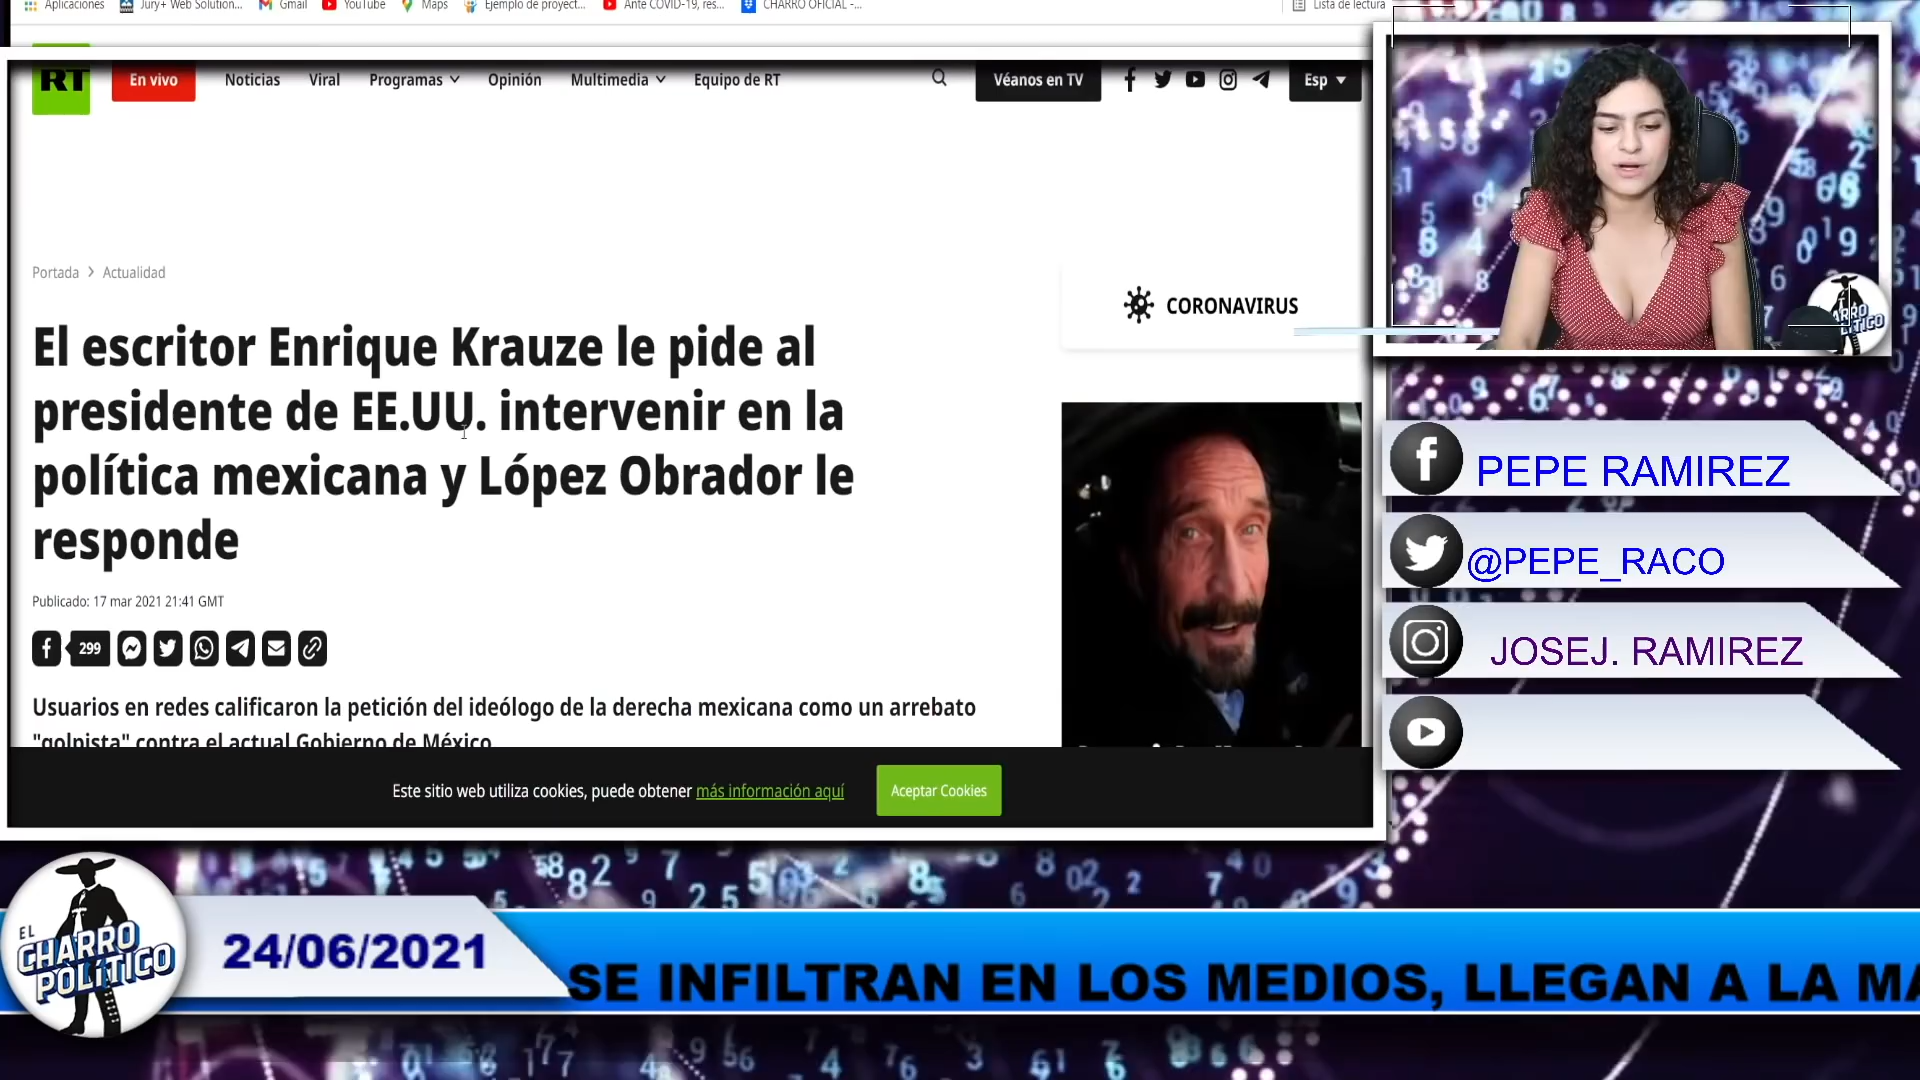 Aplicaciones Jury+ Web Solution... Gmail YouTube Maps Ejemplo de proyect... Ante COVID-19, res... CHARRO OFICIAL -... Lista de lectura
RT En vivo Noticias Viral Programas Opinión Multimedia Equipo de RT Véanos en TV Esp
Portada > Actualidad
CORONAVIRUS
El escritor Enrique Krauze le pide al
presidente de EE.UU. intervenir en la
política mexicana y López Obrador le
responde
Publicado: 17 mar 2021 21:41 GMT
299
Usuarios en redes calificaron la petición del ideólogo de la derecha mexicana como un arrebato
"golpista" contra el actual Gobierno de México
Este sitio web utiliza cookies, puede obtener más información aquí Aceptar Cookies
PEPE RAMIREZ
@PEPE_RACO
JOSEJ. RAMIREZ
EL
CHARRO
POLÍTICO
24/06/2021
SE INFILTRAN EN LOS MEDIOS, LLEGAN A LA MA